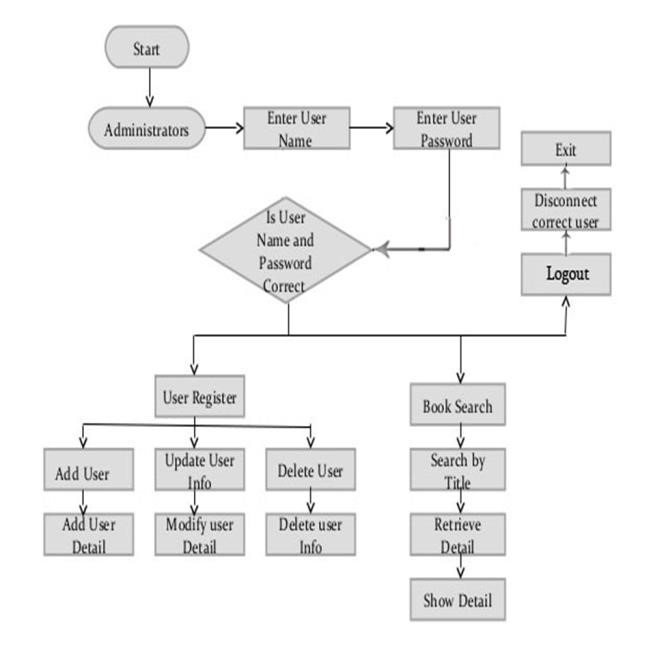 Start
Administrators
Enter User
Name
Enter User
Password
Exit
Disconnect
correct user
Logout
Is User
Name and
Password
Correct
User Register
Book Search
Add User
Update User
Info
Delete User
Search by
Title
Add User
Detail
Modify user
Detail
Delete user
Info
Retrieve
Detail
Show Detail